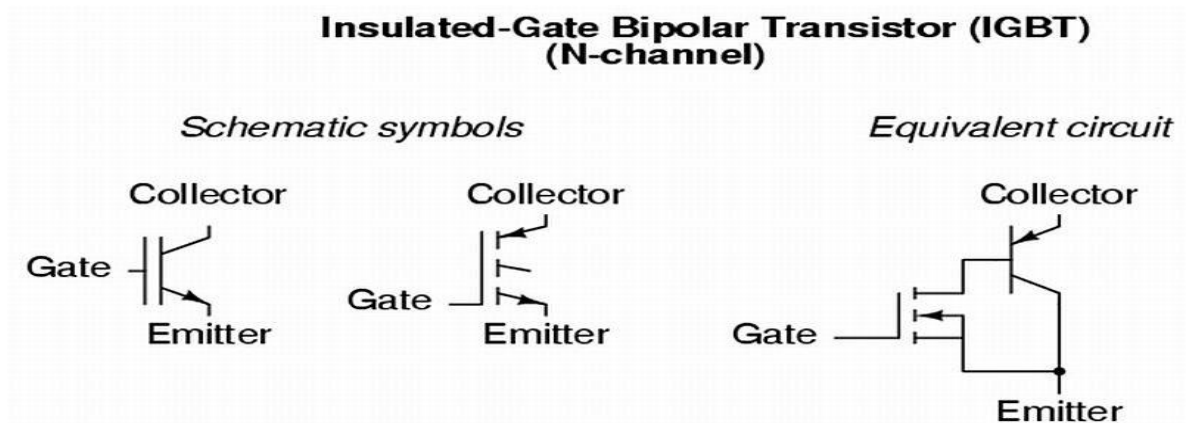 Insulated-Gate Bipolar Transistor (IGBT)
(N-channel)
Schematic symbols
Equivalent circuit
Collector
Gate
Emitter
Collector
Gate
Emitter
Collector
Gate
Emitter